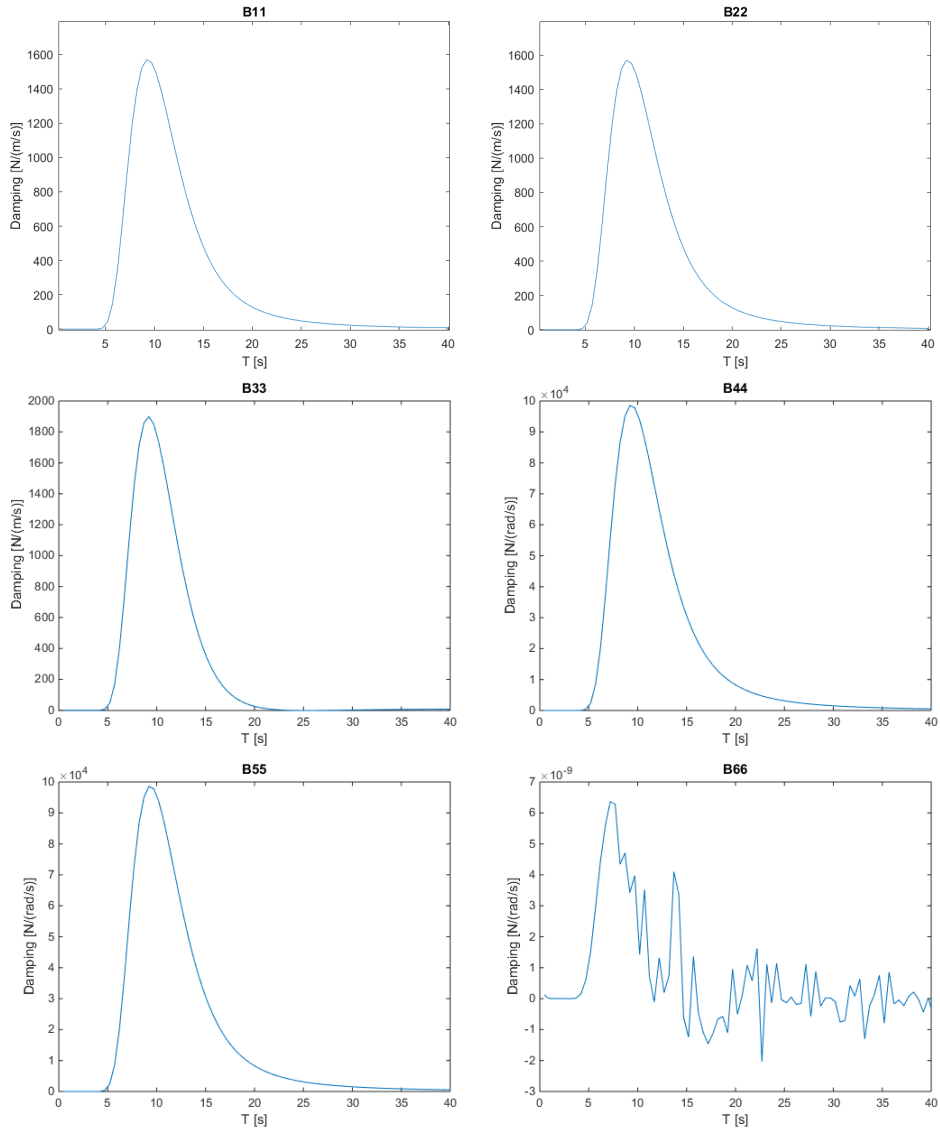 B11
Damping [N/(m/s)]
1600
1400
1200
1000
800
600
400
200
0
5 10 15 20 25 30 35 40
T [s]
B22
Damping [N/(m/s)]
1600
1400
1200
1000
800
600
400
200
0
5 10 15 20 25 30 35 40
T [s]
B33
Damping [N/(m/s)]
2000
1800
1600
1400
1200
1000
800
600
400
200
0
0 5 10 15 20 25 30 35 40
T [s]
B44
×10^4
Damping [N/(rad/s)]
10
9
8
7
6
5
4
3
2
1
0
0 5 10 15 20 25 30 35 40
T [s]
B55
×10^4
Damping [N/(rad/s)]
10
9
8
7
6
5
4
3
2
1
0
0 5 10 15 20 25 30 35 40
T [s]
B66
×10^-9
Damping [N/(rad/s)]
7
6
5
4
3
2
1
0
-1
-2
-3
0 5 10 15 20 25 30 35 40
T [s]